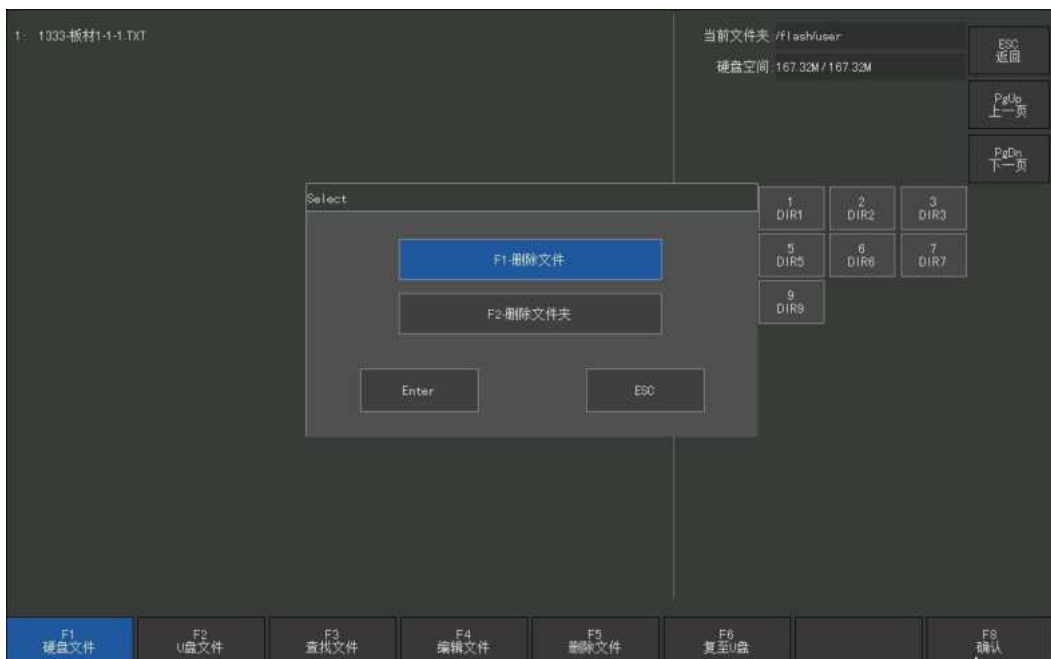 1: 1333-板材1-1-1.TXT
当前文件夹 /flash/user
硬盘空间:167.32M/167.32M
ESC
返回
PgUp
上一页
PgDn
下一页
Select
F1-删除文件
F2-删除文件夹
Enter
ESC
1
DIR1
2
DIR2
3
DIR3
5
DIR5
6
DIR6
7
DIR7
9
DIR9
F1
硬盘文件
F2
U盘文件
F3
查找文件
F4
编辑文件
F5
删除文件
F6
复至U盘
F8
确认